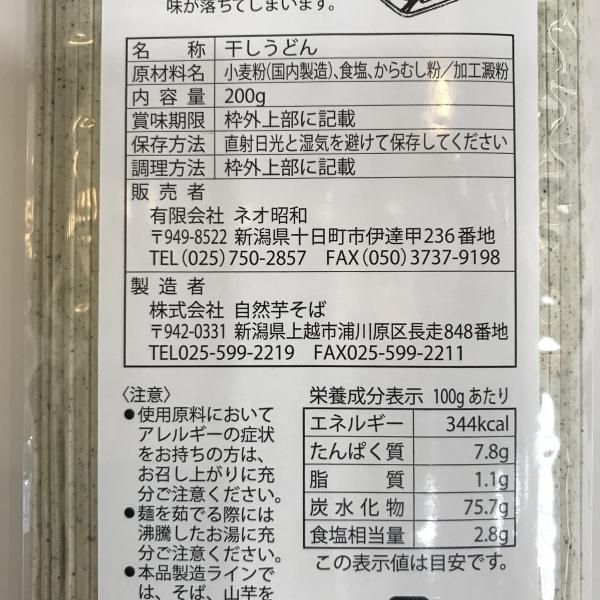 味が落ちてしまいます。
名称 干しうどん
原材料名 小麦粉(国内製造)、食塩、からむし粉／加工澱粉
内容量 200g
賞味期限 枠外上部に記載
保存方法 直射日光と湿気を避けて保存してください
調理方法 枠外上部に記載
販売者
有限会社 ネオ昭和
〒949-8522 新潟県十日町市伊達甲236番地
TEL(025)750-2857 FAX(050)3737-9198
製造者
株式会社 自然芋そば
〒942-0331 新潟県上越市浦川原区長走848番地
TEL025-599-2219 FAX025-599-2211
〈注意〉
●使用原料において
アレルギーの症状
をお持ちの方は、
お召し上がりに充
分ご注意ください。
●麺を茹でる際には
沸騰したお湯に充
分ご注意ください。
●本品製造ラインで
は、そば、山芋を
栄養成分表示 100gあたり
エネルギー 344kcal
たんぱく質 7.8g
脂質 1.1g
炭水化物 75.7g
食塩相当量 2.8g
この表示値は目安です。